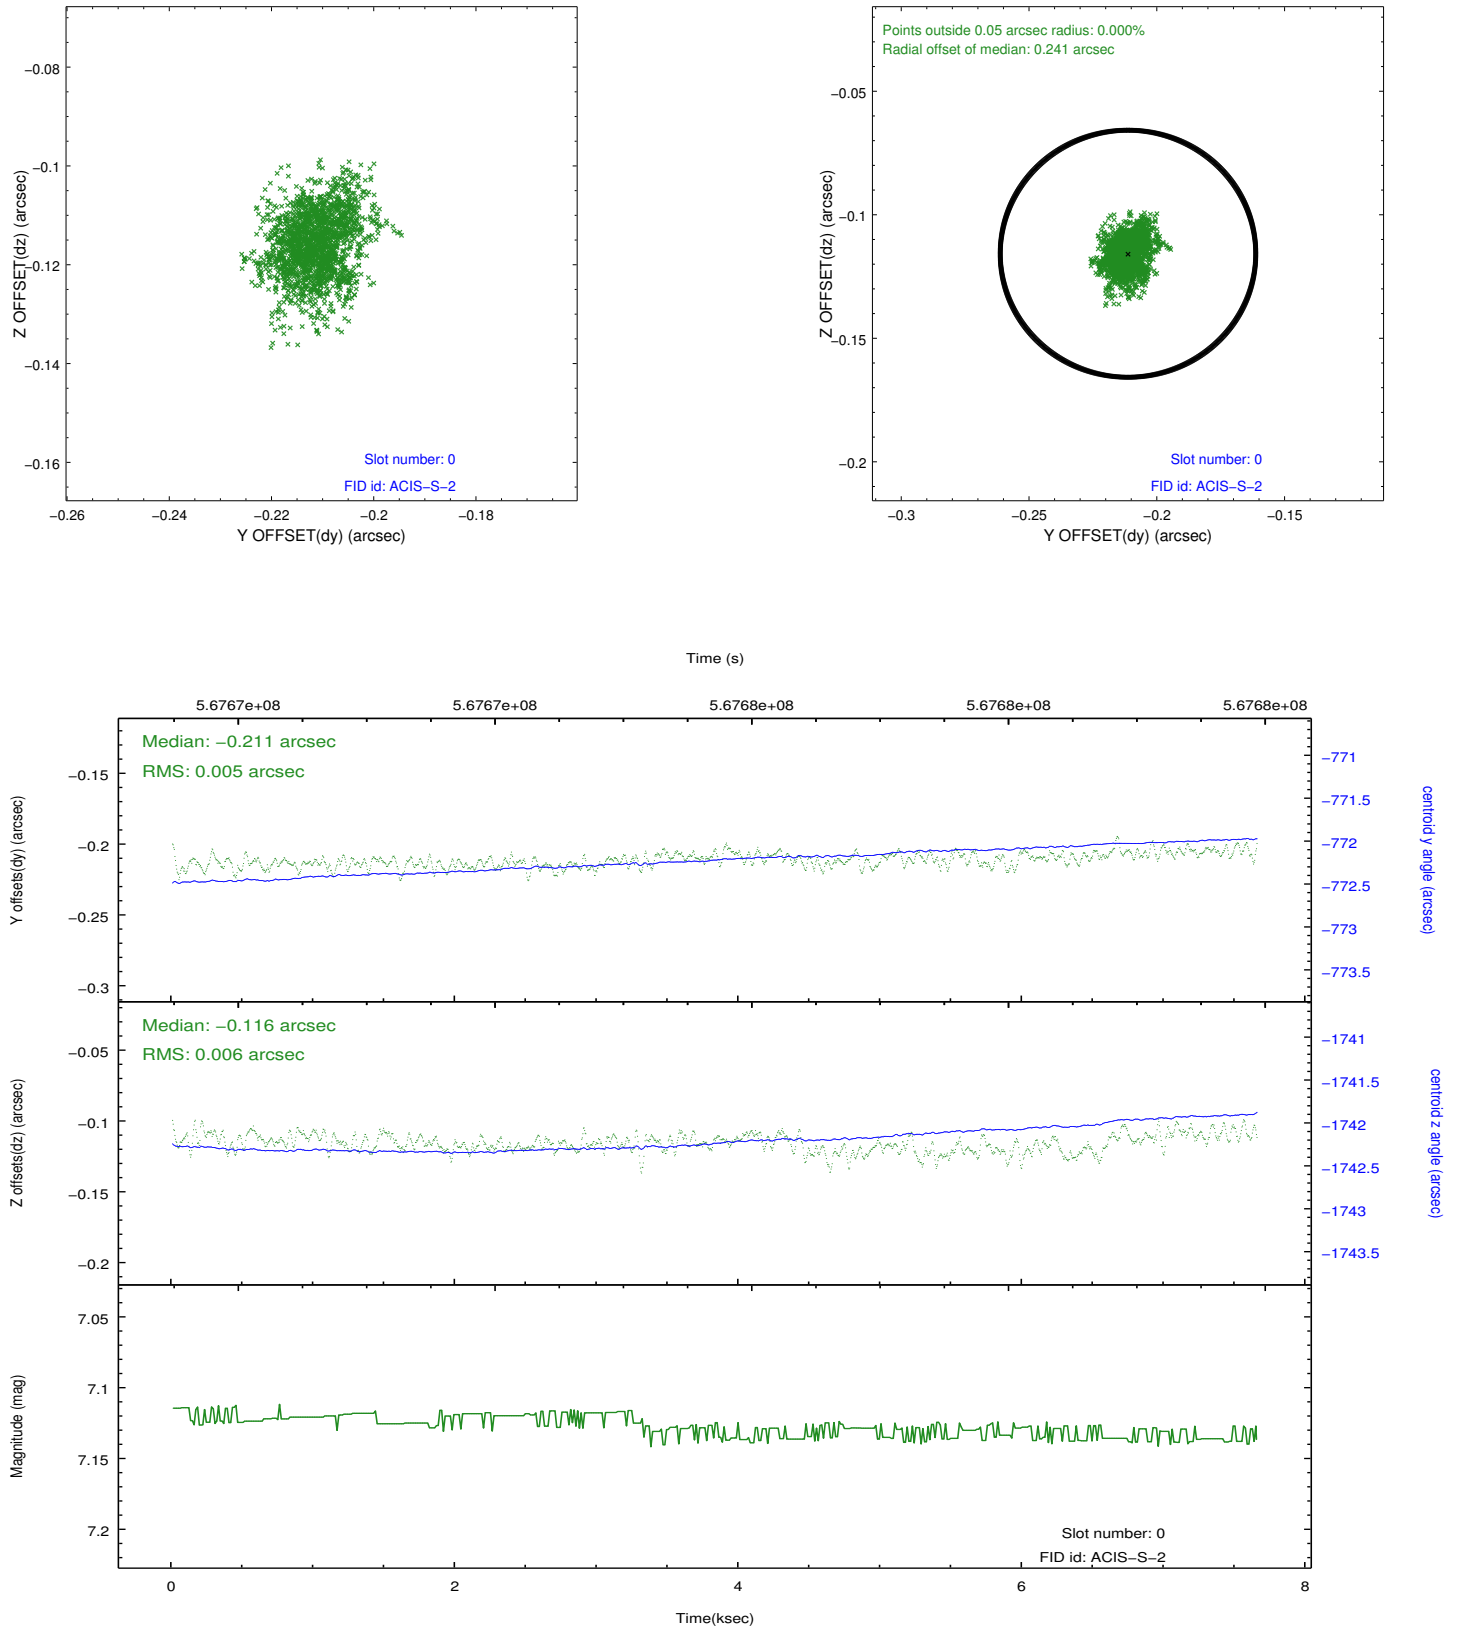 −0.08
−0.1
−0.12
−0.14
−0.16
Z OFFSET(dz) (arcsec)
Slot number: 0
FID id: ACIS−S−2
−0.26
−0.24
−0.22
−0.2
−0.18
Y OFFSET(dy) (arcsec)
Points outside 0.05 arcsec radius: 0.000%
Radial offset of median: 0.241 arcsec
−0.05
−0.1
−0.15
−0.2
Z OFFSET(dz) (arcsec)
Slot number: 0
FID id: ACIS−S−2
−0.3
−0.25
−0.2
−0.15
Y OFFSET(dy) (arcsec)
Time (s)
5.6767e+08
5.6767e+08
5.6768e+08
5.6768e+08
5.6768e+08
Median: −0.211 arcsec
RMS: 0.005 arcsec
−0.15
−0.2
−0.25
−0.3
Y offsets(dy) (arcsec)
−771
−771.5
−772
−772.5
−773
−773.5
centroid y angle (arcsec)
Median: −0.116 arcsec
RMS: 0.006 arcsec
−0.05
−0.1
−0.15
−0.2
Z offsets(dz) (arcsec)
−1741
−1741.5
−1742
−1742.5
−1743
−1743.5
centroid z angle (arcsec)
7.05
7.1
7.15
7.2
Magnitude (mag)
Slot number: 0
FID id: ACIS−S−2
0
2
4
6
8
Time(ksec)